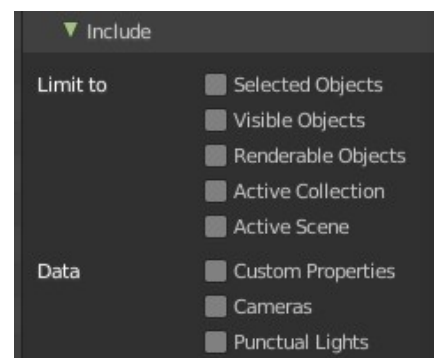 Include
Limit to Selected Objects
Visible Objects
Renderable Objects
Active Collection
Active Scene
Data Custom Properties
Cameras
Punctual Lights